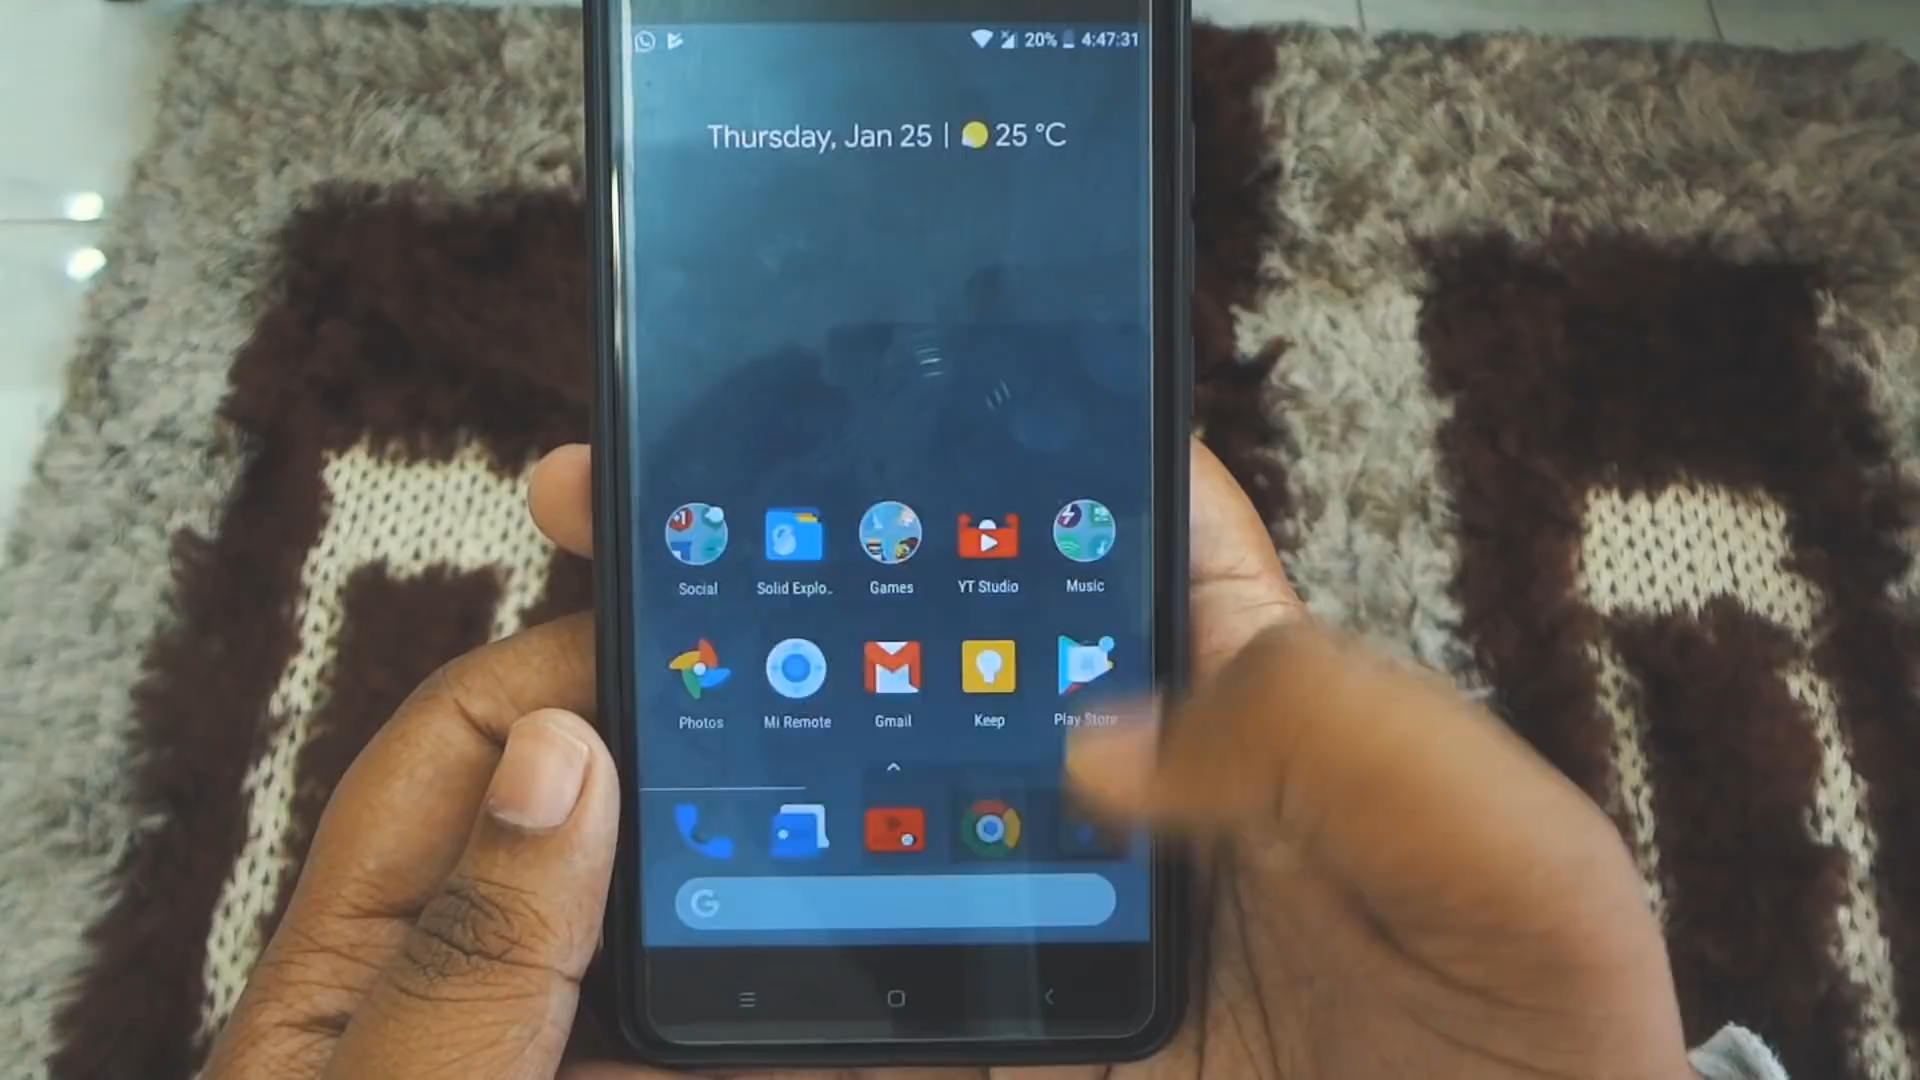 20% 4:47:31
Thursday, Jan 25 | 25 °C
Social Solid Explo.. Games YT Studio Music
Photos Mi Remote Gmail Keep Play Store
G